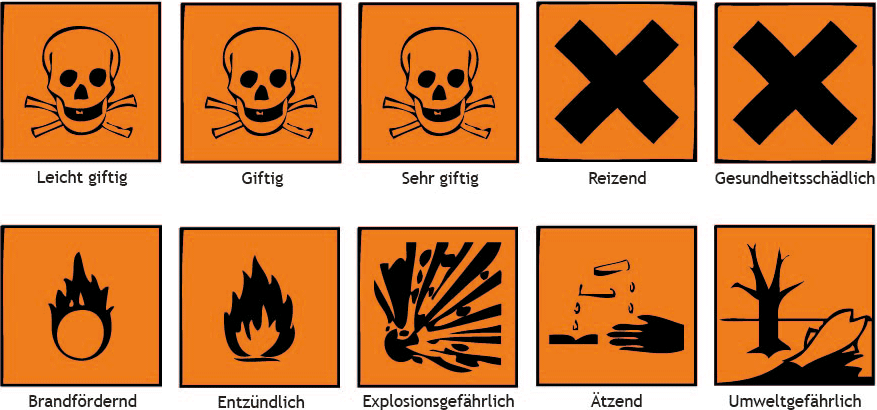 Leicht giftig
Giftig
Sehr giftig
Reizend
Gesundheitsschädlich
Brandfördernd
Entzündlich
Explosionsgefährlich
Ätzend
Umweltgefährlich